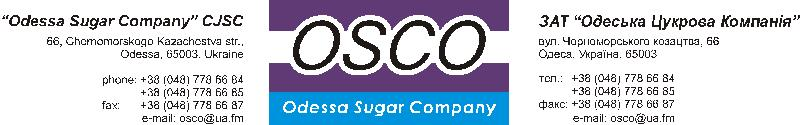 “Odessa Sugar Company” CJSC
66, Chornomorskogo Kazachestva str.,
Odessa, 65003. Ukraine
phone: +38 (048) 778 66 84
+38 (048) 778 66 85
fax: +38 (048) 778 66 87
e-mail: osco@ua.fm
OSCO
Odessa Sugar Company
ЗАТ “Одеська Цукрова Компанія”
вул. Чорноморського козацтва, 66
Одеса, Україна, 65003
тел.: +38 (048) 778 66 84
+38 (048) 778 66 85
факс: +38 (048) 778 66 87
e-mail: osco@ua.fm